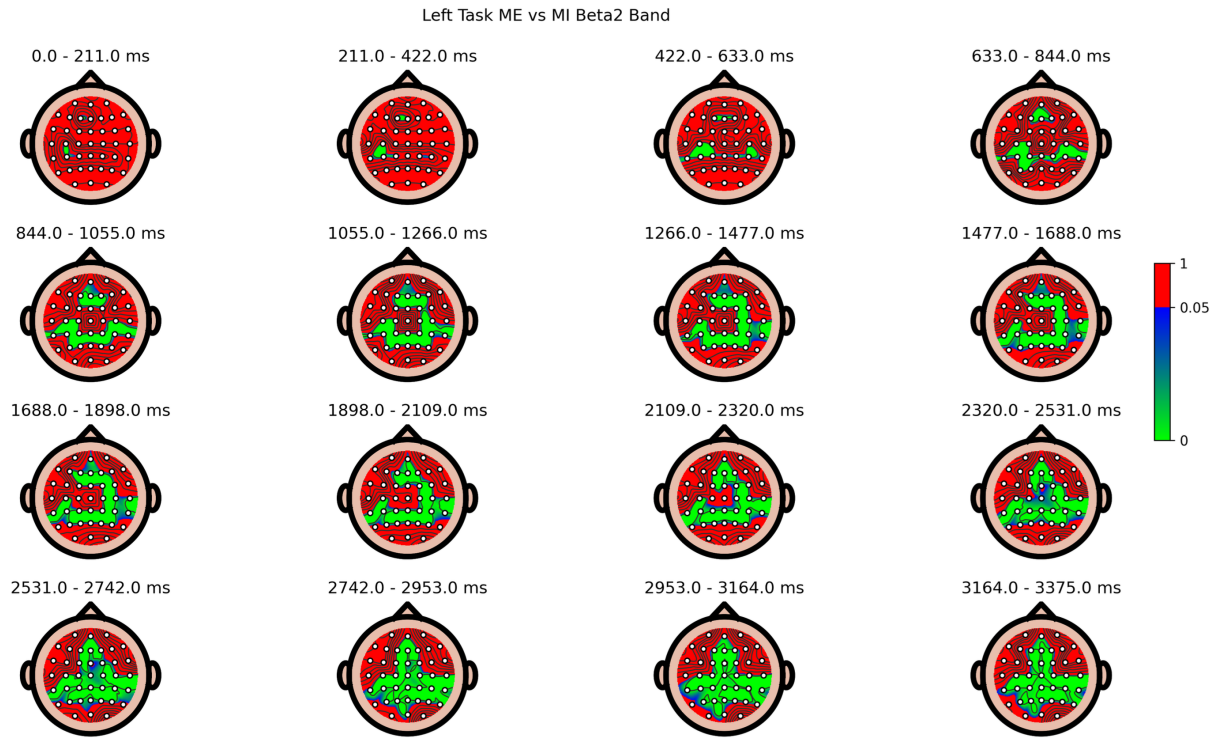 Left Task ME vs MI Beta2 Band
0.0 - 211.0 ms
211.0 - 422.0 ms
422.0 - 633.0 ms
633.0 - 844.0 ms
844.0 - 1055.0 ms
1055.0 - 1266.0 ms
1266.0 - 1477.0 ms
1477.0 - 1688.0 ms
1
0.05
0
1688.0 - 1898.0 ms
1898.0 - 2109.0 ms
2109.0 - 2320.0 ms
2320.0 - 2531.0 ms
2531.0 - 2742.0 ms
2742.0 - 2953.0 ms
2953.0 - 3164.0 ms
3164.0 - 3375.0 ms